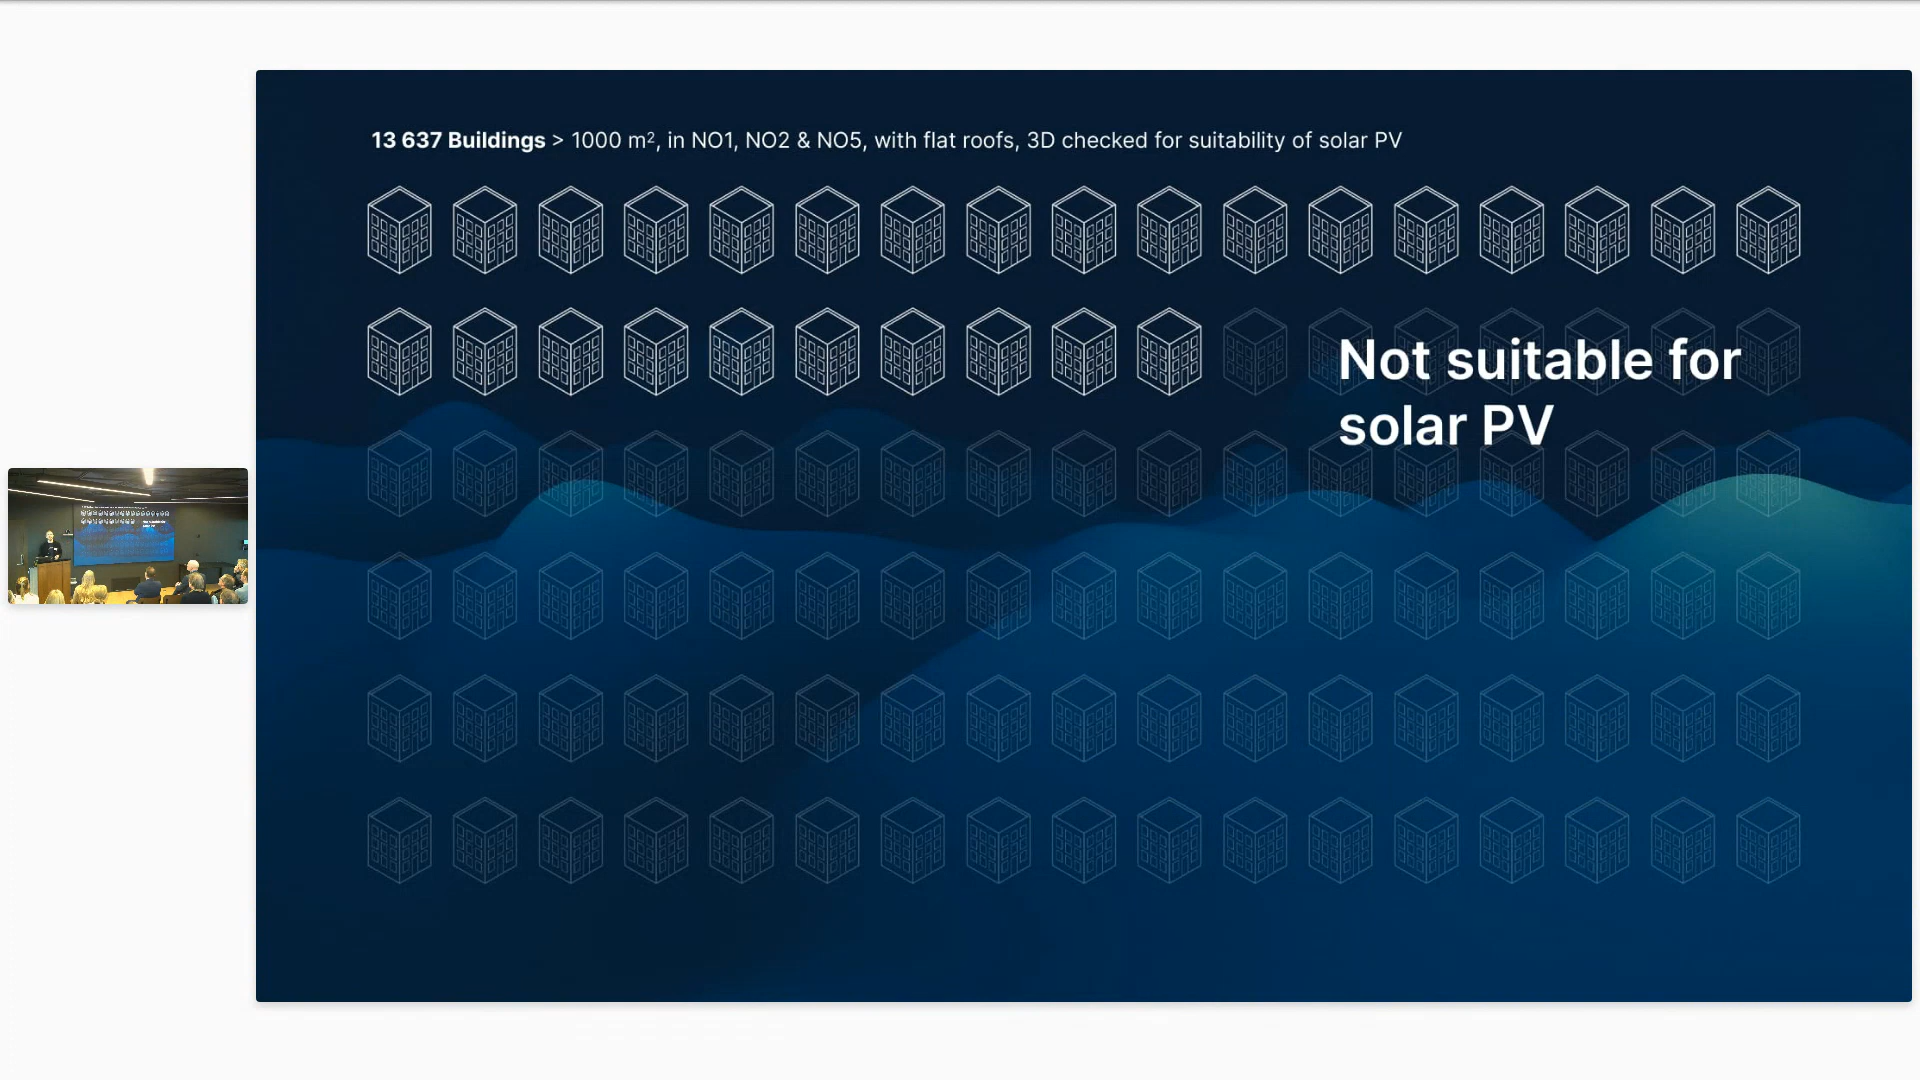 13 637 Buildings > 1000 m², in NO1, NO2 & NO5, with flat roofs, 3D checked for suitability of solar PV
Not suitable for
solar PV